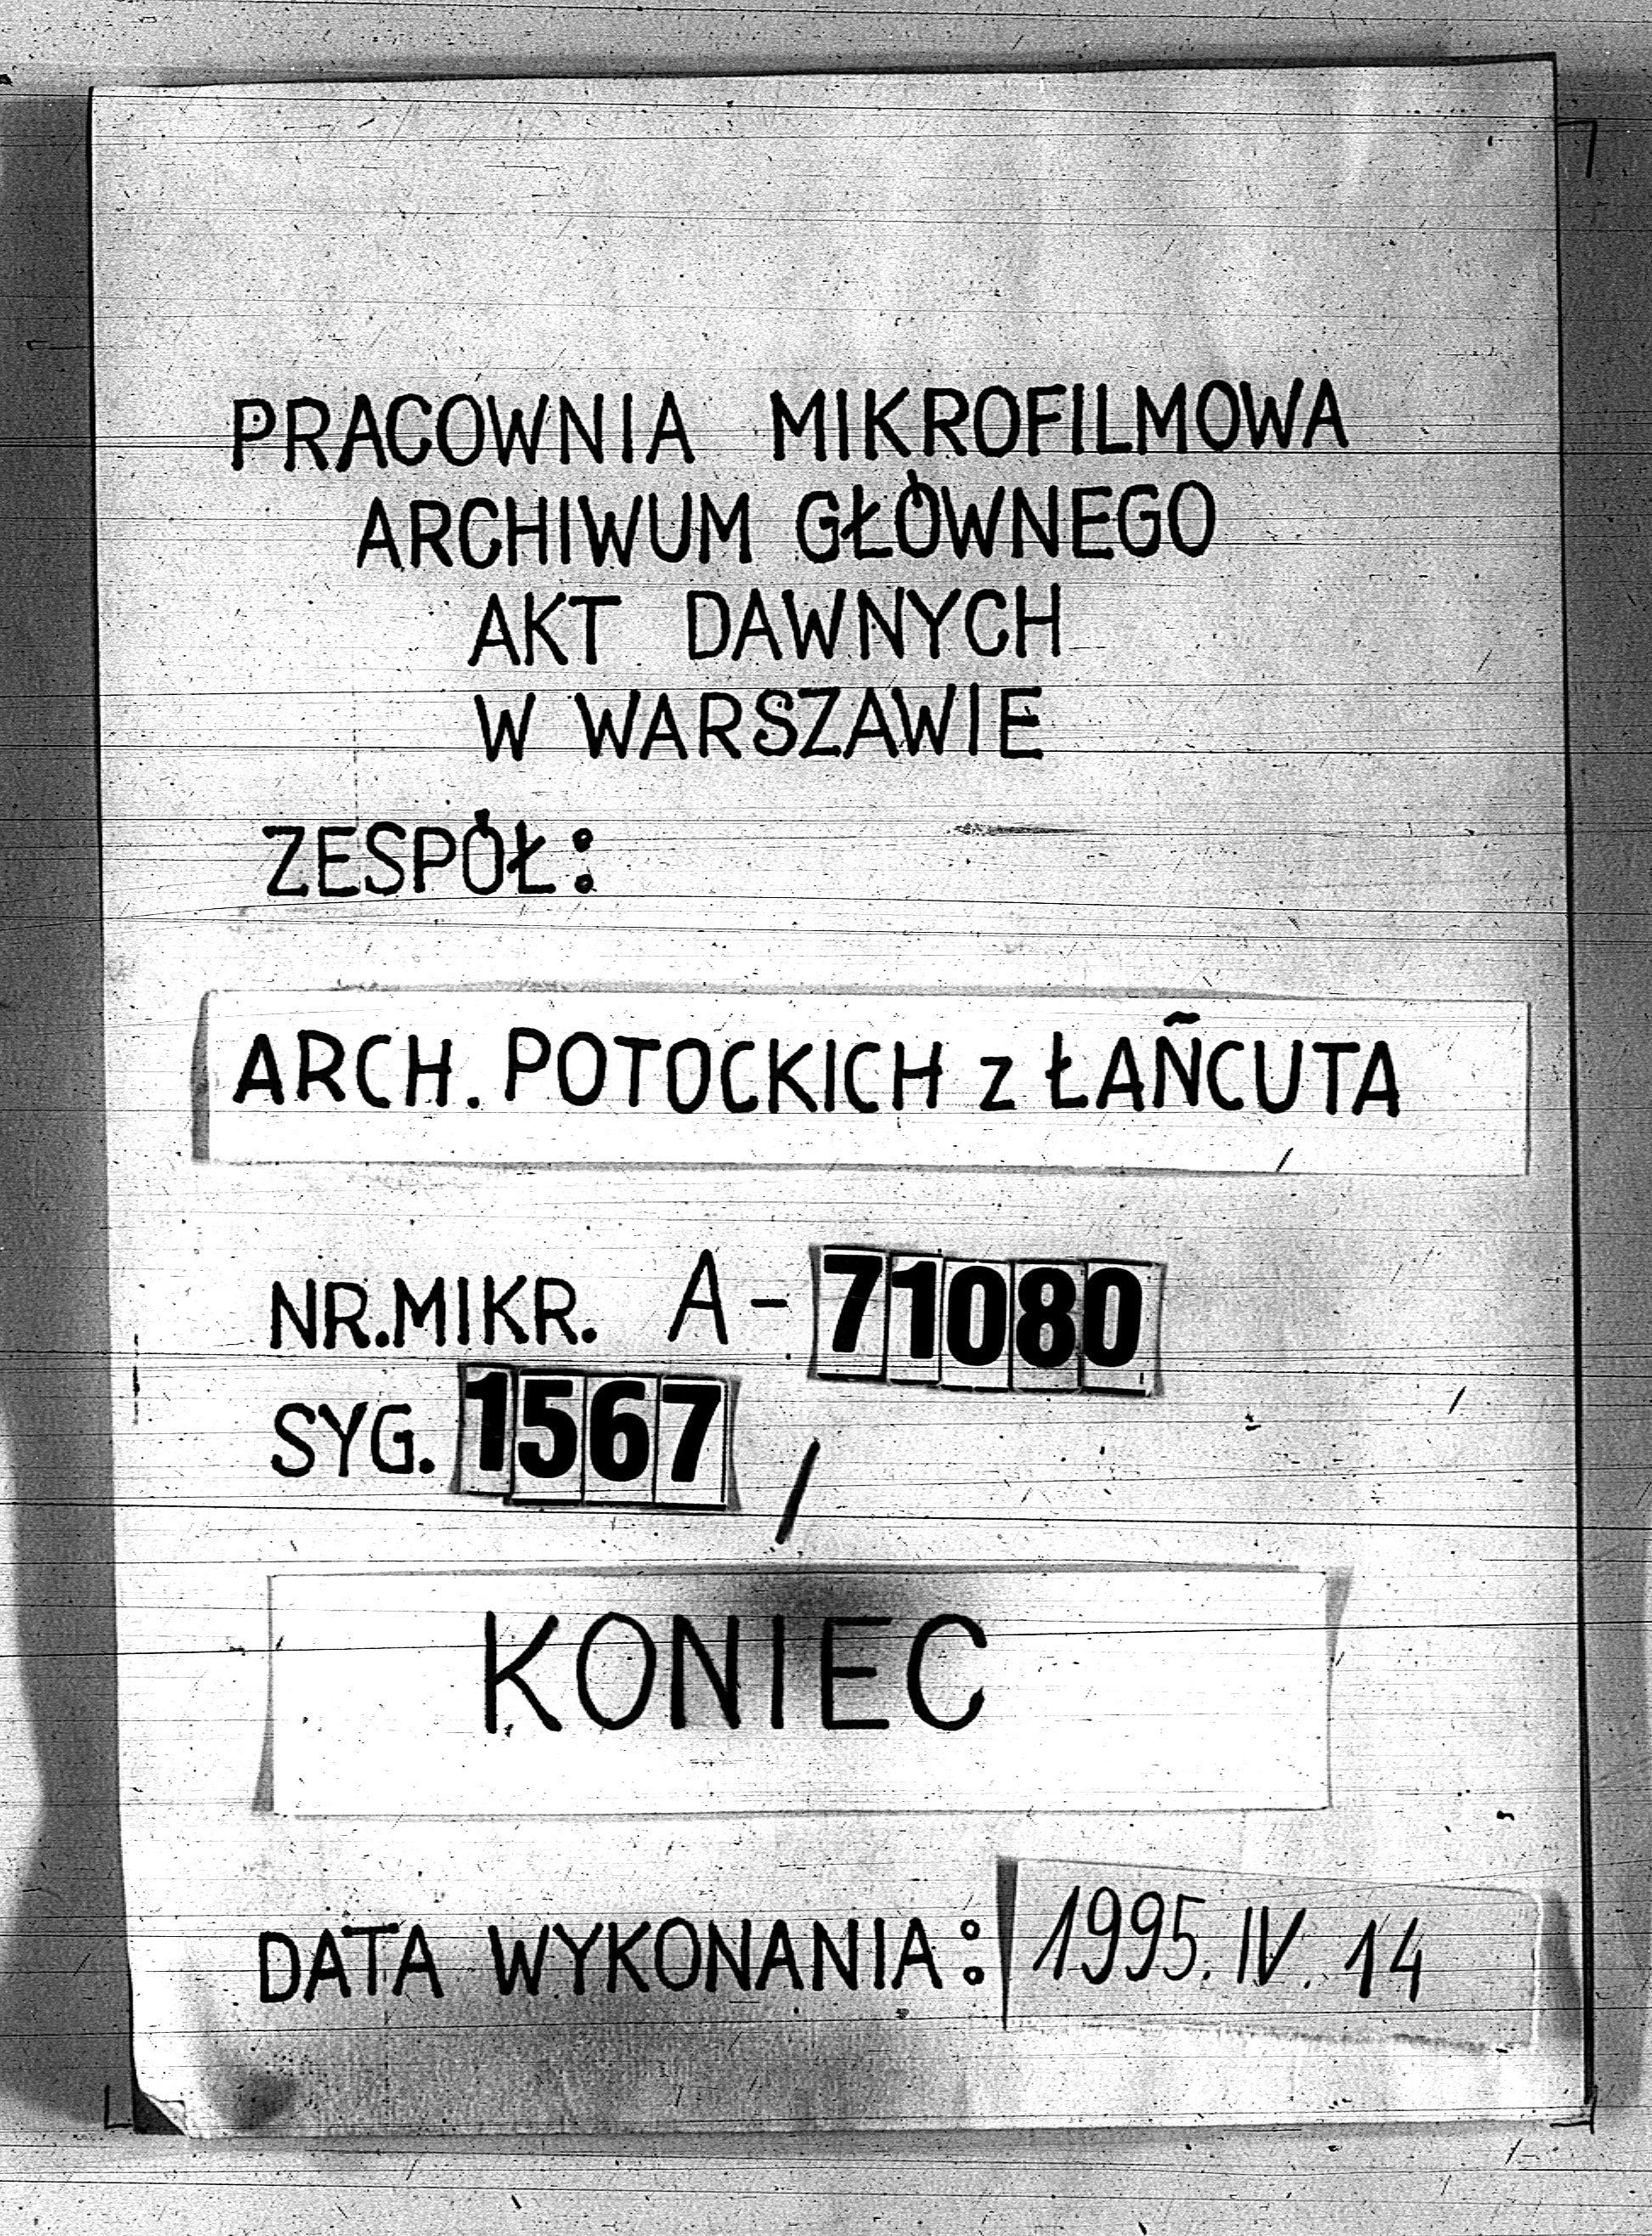 PRACOWNIA MIKROFILMOWA
ARCHIWUM GŁÓWNEGO
AKT DAWNYCH
W WARSZAWIE
ZESPÓŁ:
ARCH. POTOCKICH z ŁAŃCUTA
NR.MIKR. A-71080
SYG. 1567 /
KONIEC
DATA WYKONANIA: 1995.IV.14